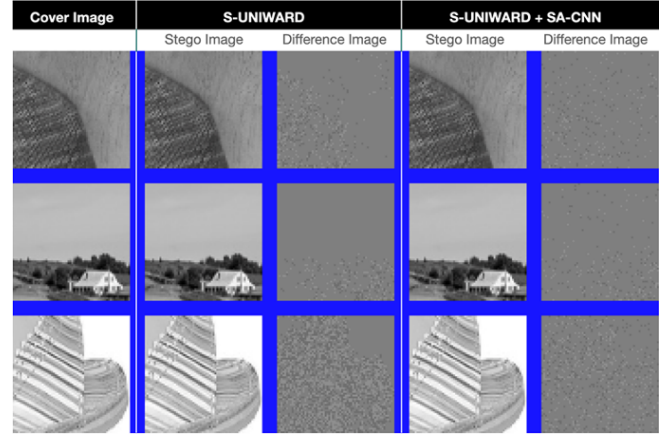 Cover Image S-UNIWARD S-UNIWARD + SA-CNN
Stego Image Difference Image Stego Image Difference Image